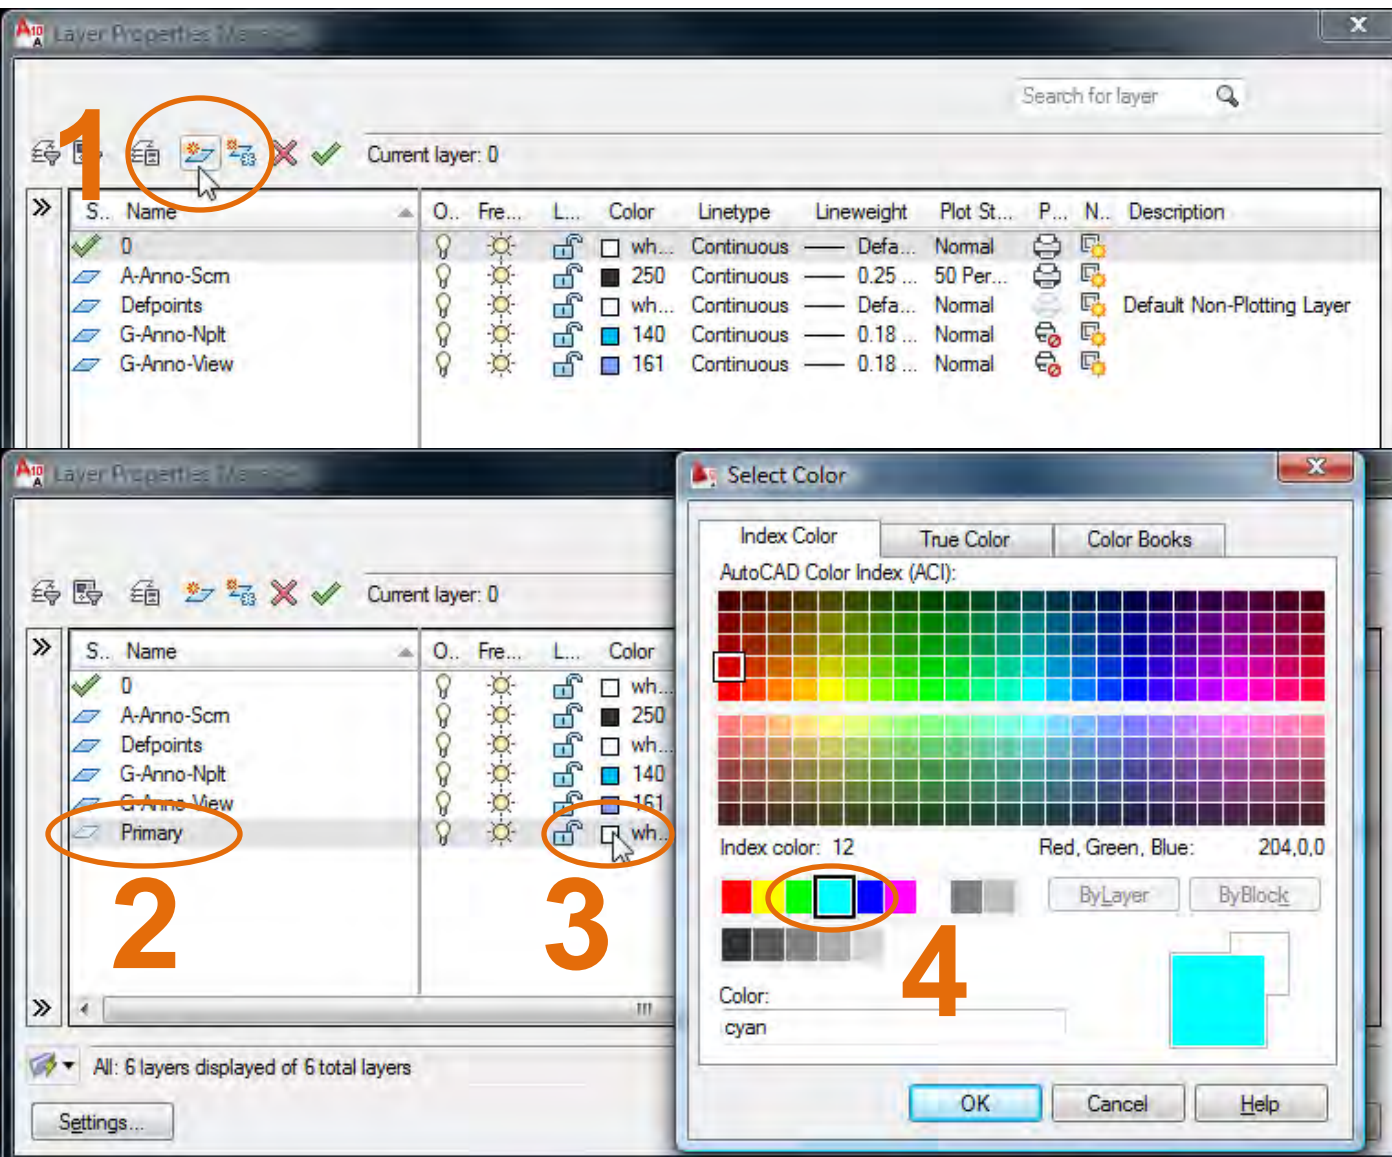 A10
A
Layer Properties Manager
X
Search for layer
1
Current layer: 0
S.. Name O.. Fre... L... Color Linetype Lineweight Plot St... P... N.. Description
0 wh... Continuous Defa... Normal
A-Anno-Scrn 250 Continuous 0.25 ... 50 Per...
Defpoints wh... Continuous Defa... Normal Default Non-Plotting Layer
G-Anno-Nplt 140 Continuous 0.18 ... Normal
G-Anno-View 161 Continuous 0.18 ... Normal
A10
A
Layer Properties Manager
Current layer: 0
S.. Name O.. Fre... L... Color
0 wh...
A-Anno-Scrn 250
Defpoints wh...
G-Anno-Nplt 140
G-Anno-View 161
Primary wh...
2
3
All: 6 layers displayed of 6 total layers
Settings...
Select Color
X
Index Color True Color Color Books
AutoCAD Color Index (ACI):
Index color: 12 Red, Green, Blue: 204,0,0
ByLayer ByBlock
4
Color:
cyan
OK Cancel Help